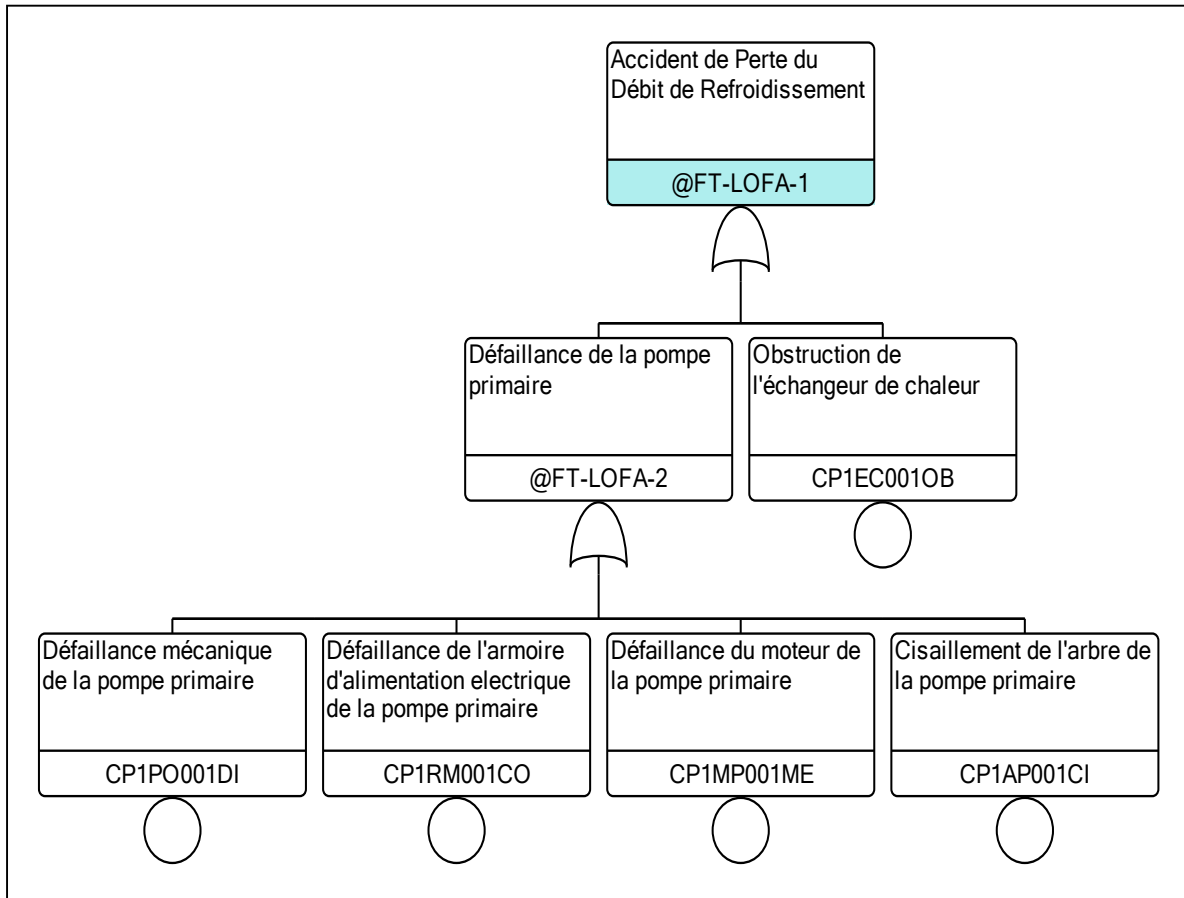 Accident de Perte du
Débit de Refroidissement
@FT-LOFA-1
Défaillance de la pompe
primaire
@FT-LOFA-2
Obstruction de
l'échangeur de chaleur
CP1EC001OB
Défaillance mécanique
de la pompe primaire
CP1PO001DI
Défaillance de l'armoire
d'alimentation electrique
de la pompe primaire
CP1RM001CO
Défaillance du moteur de
la pompe primaire
CP1MP001ME
Cisaillement de l'arbre de
la pompe primaire
CP1AP001CI